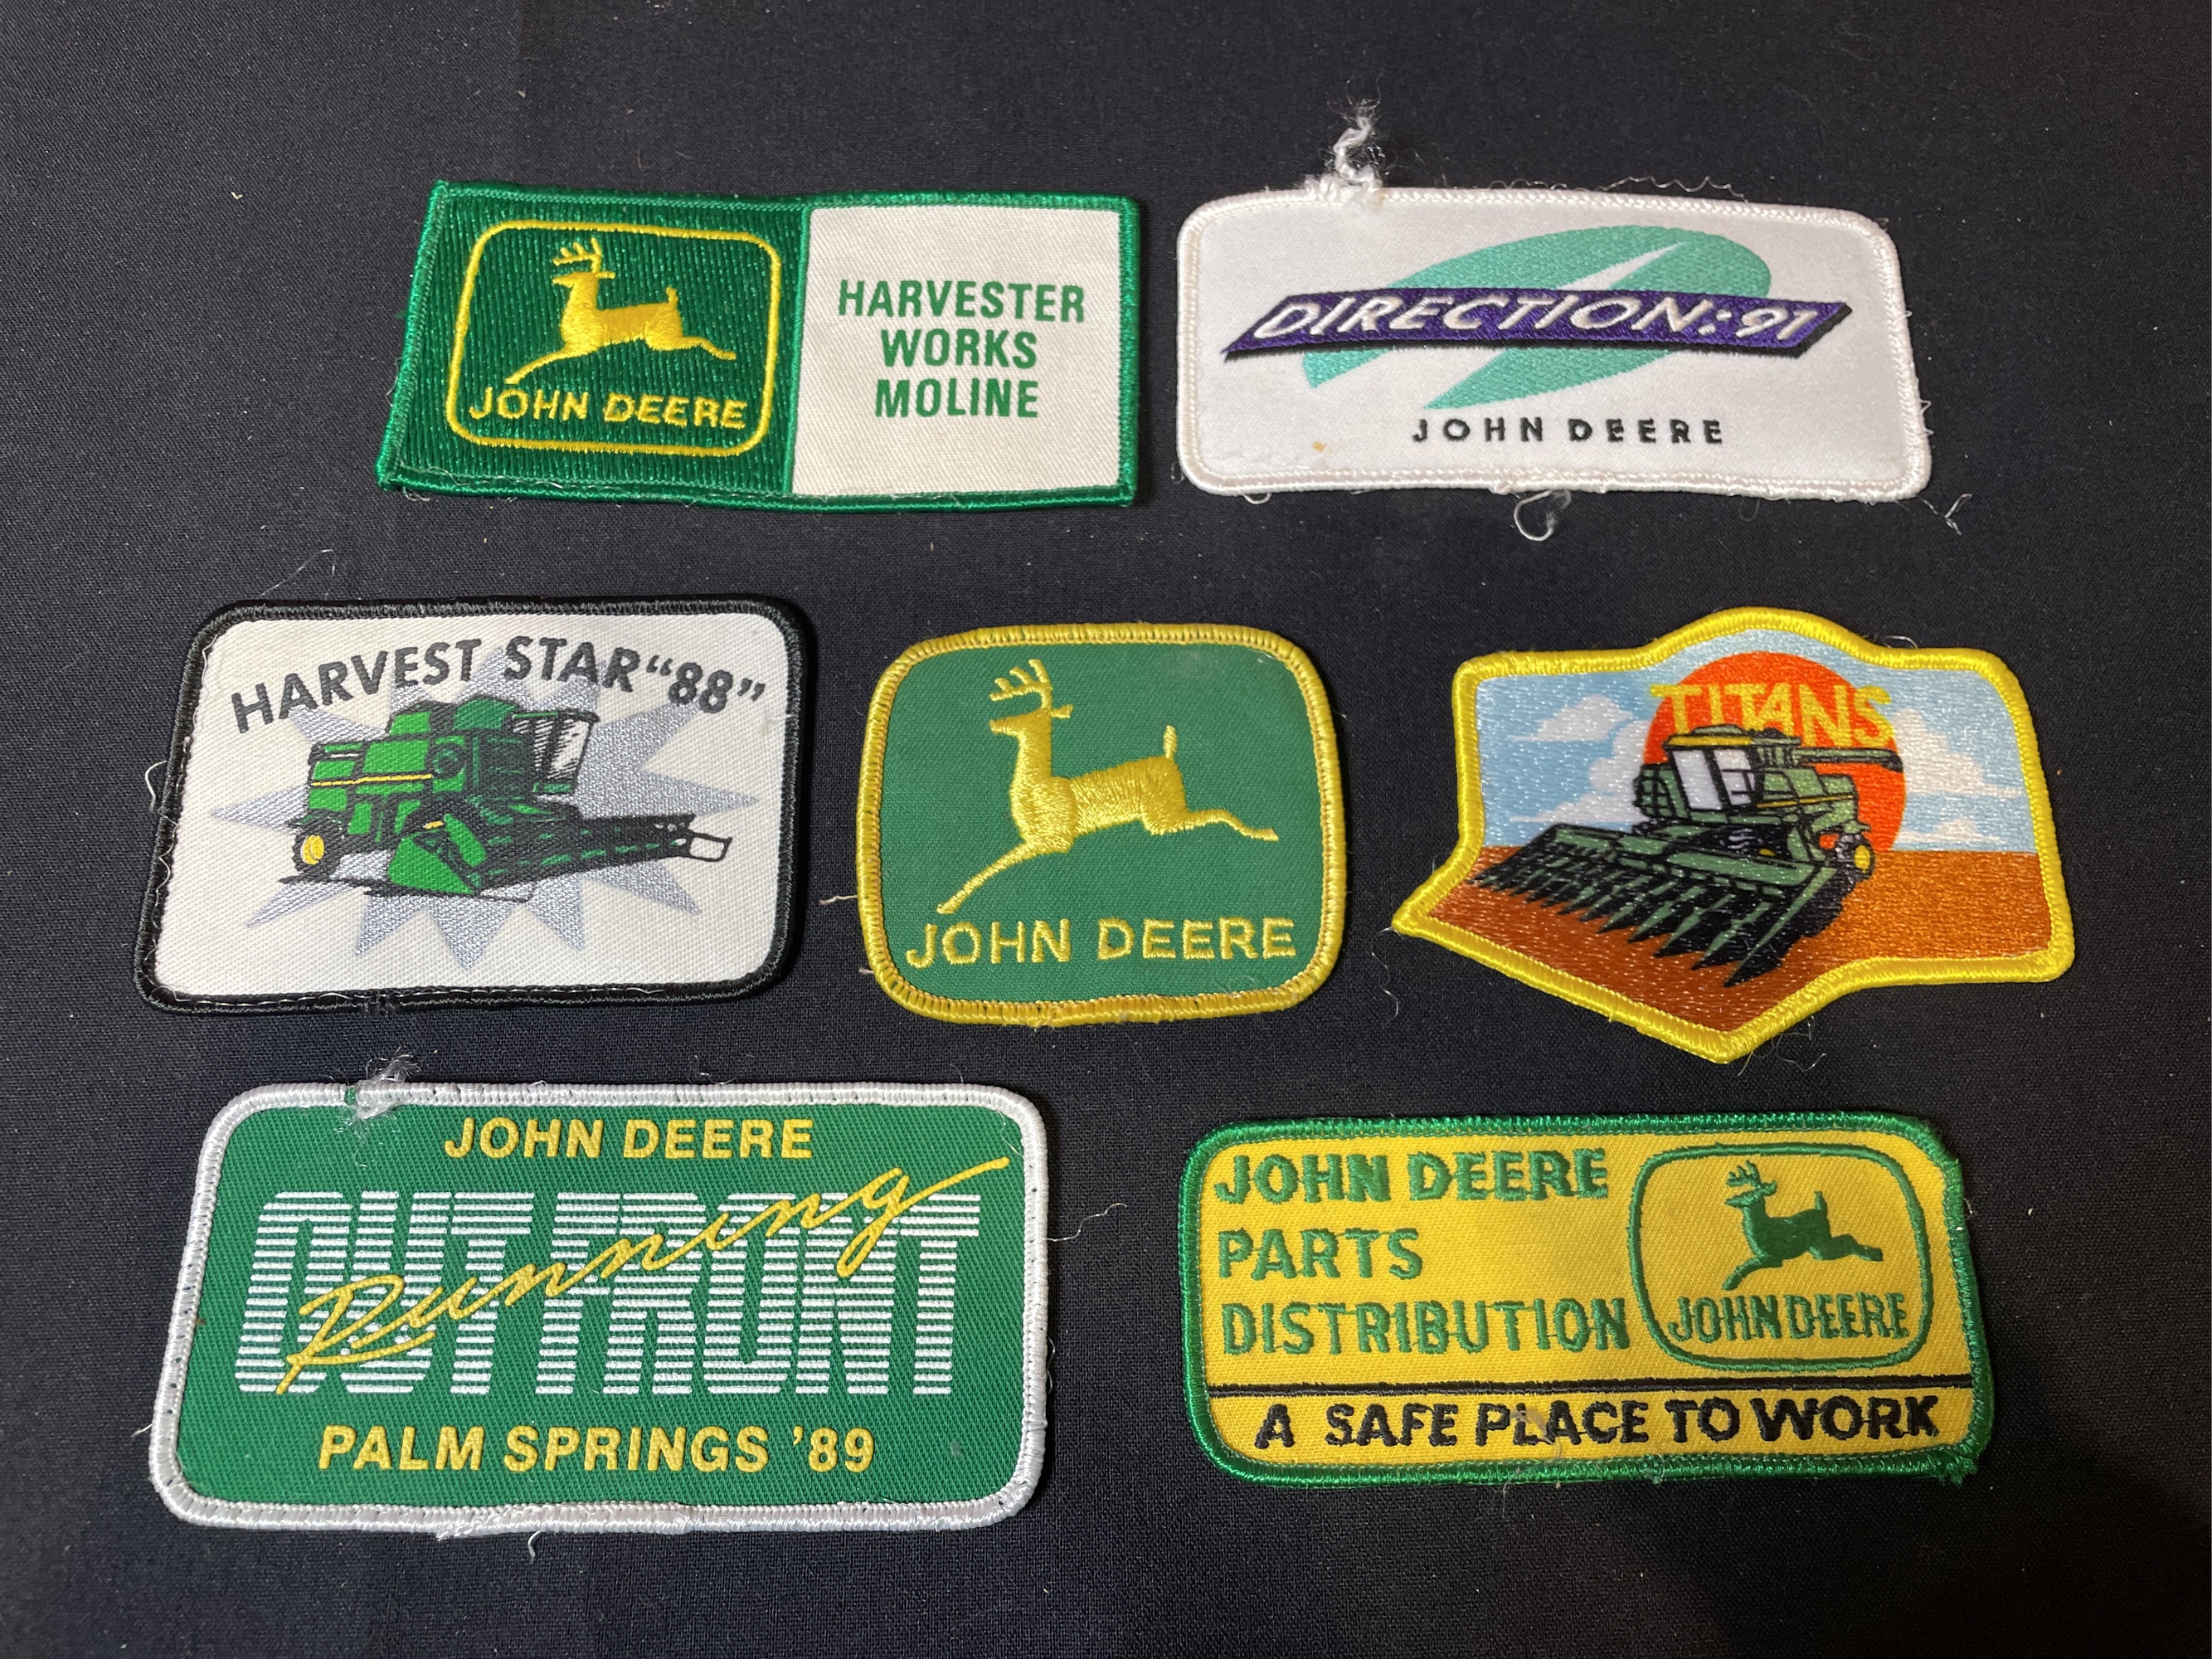 JOHN DEERE
HARVESTER
WORKS
MOLINE
DIRECTION:91
JOHN DEERE
HARVEST STAR “88”
JOHN DEERE
TITANS
JOHN DEERE
OUT FRONT
Running
PALM SPRINGS ’89
JOHN DEERE
PARTS
DISTRIBUTION
JOHN DEERE
A SAFE PLACE TO WORK